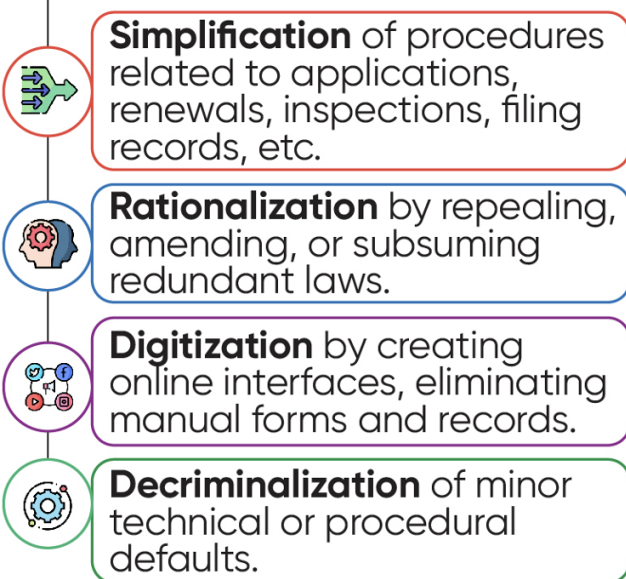 Simplification of procedures
related to applications,
renewals, inspections, filing
records, etc.
Rationalization by repealing,
amending, or subsuming
redundant laws.
Digitization by creating
online interfaces, eliminating
manual forms and records.
Decriminalization of minor
technical or procedural
defaults.